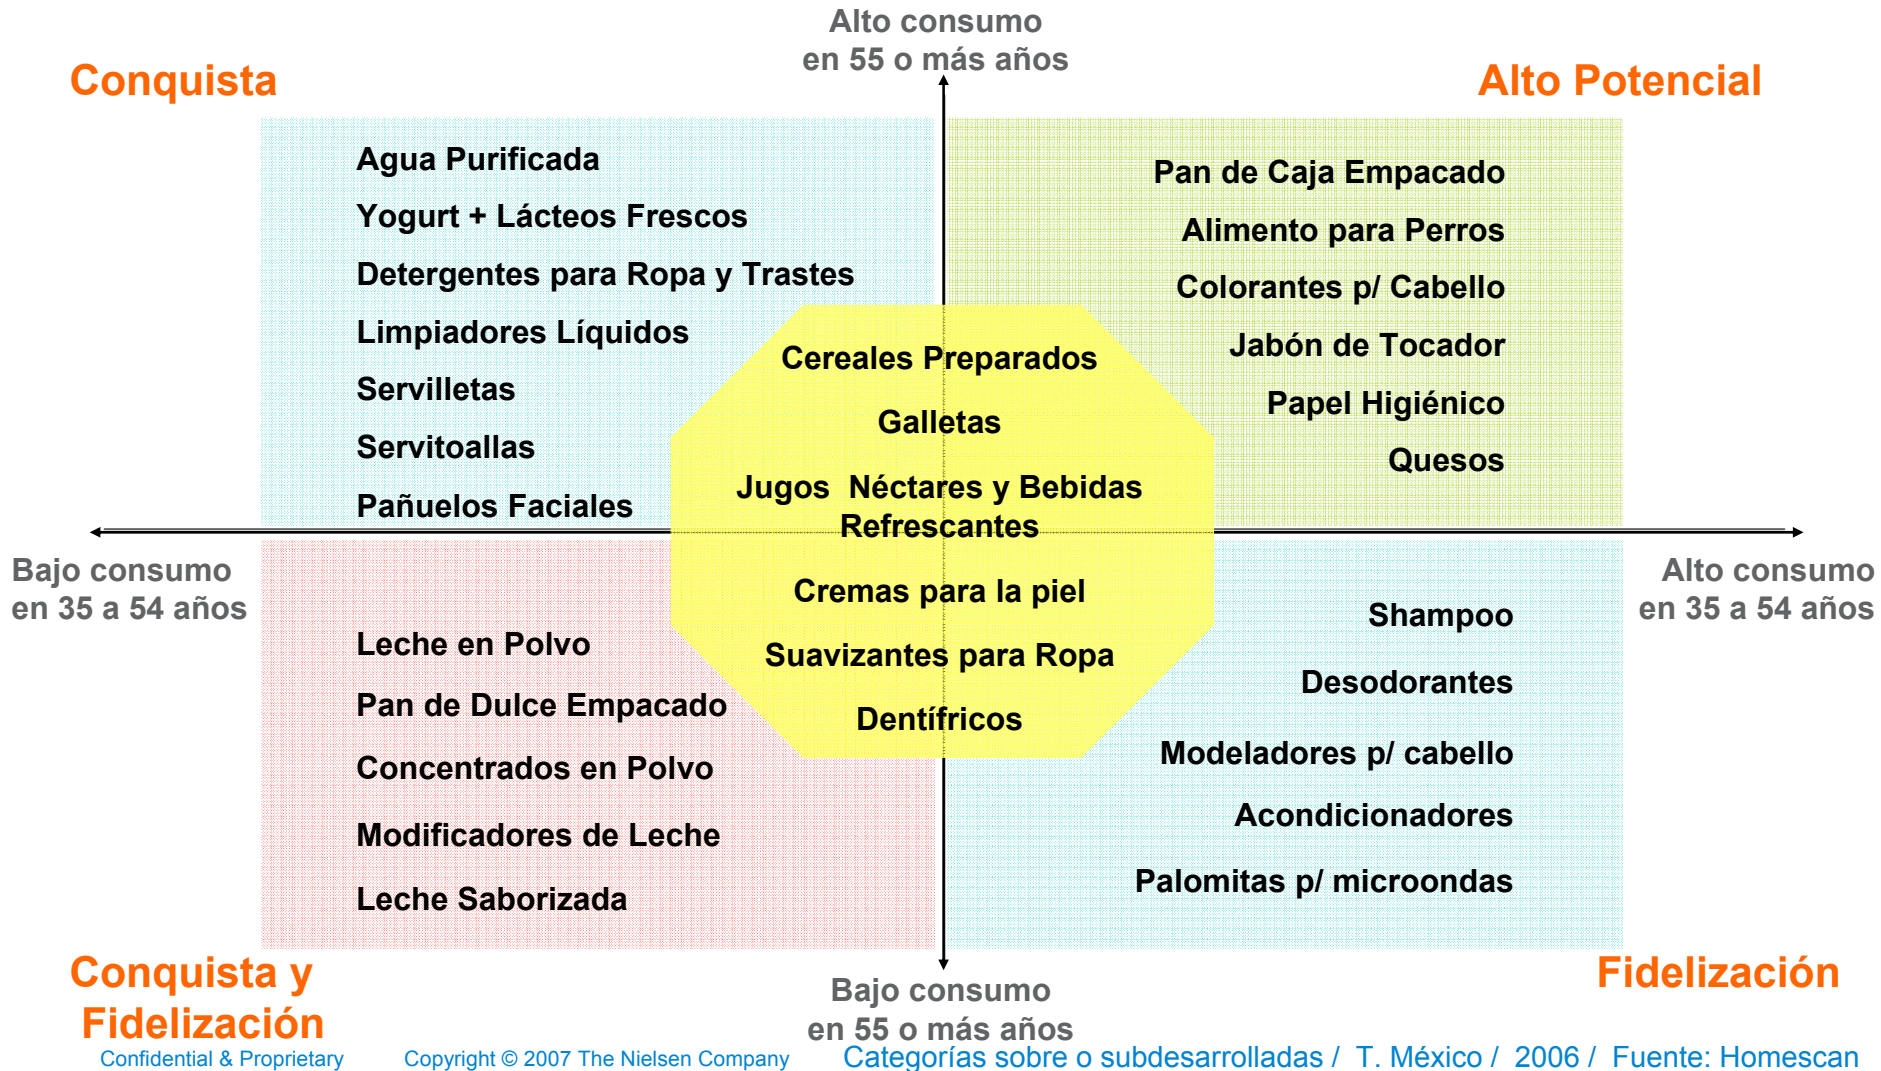 Alto consumo
en 55 o más años
Conquista
Alto Potencial
Agua Purificada
Yogurt + Lácteos Frescos
Detergentes para Ropa y Trastes
Limpiadores Líquidos
Servilletas
Servitoallas
Pañuelos Faciales
Pan de Caja Empacado
Alimento para Perros
Colorantes p/ Cabello
Jabón de Tocador
Papel Higiénico
Quesos
Cereales Preparados
Galletas
Jugos Néctares y Bebidas
Refrescantes
Cremas para la piel
Suavizantes para Ropa
Dentífricos
Bajo consumo
en 35 a 54 años
Alto consumo
en 35 a 54 años
Leche en Polvo
Pan de Dulce Empacado
Concentrados en Polvo
Modificadores de Leche
Leche Saborizada
Shampoo
Desodorantes
Modeladores p/ cabello
Acondicionadores
Palomitas p/ microondas
Conquista y
Fidelización
Bajo consumo
en 55 o más años
Fidelización
Confidential & Proprietary
Copyright © 2007 The Nielsen Company
Categorías sobre o subdesarrolladas / T. México / 2006 / Fuente: Homescan